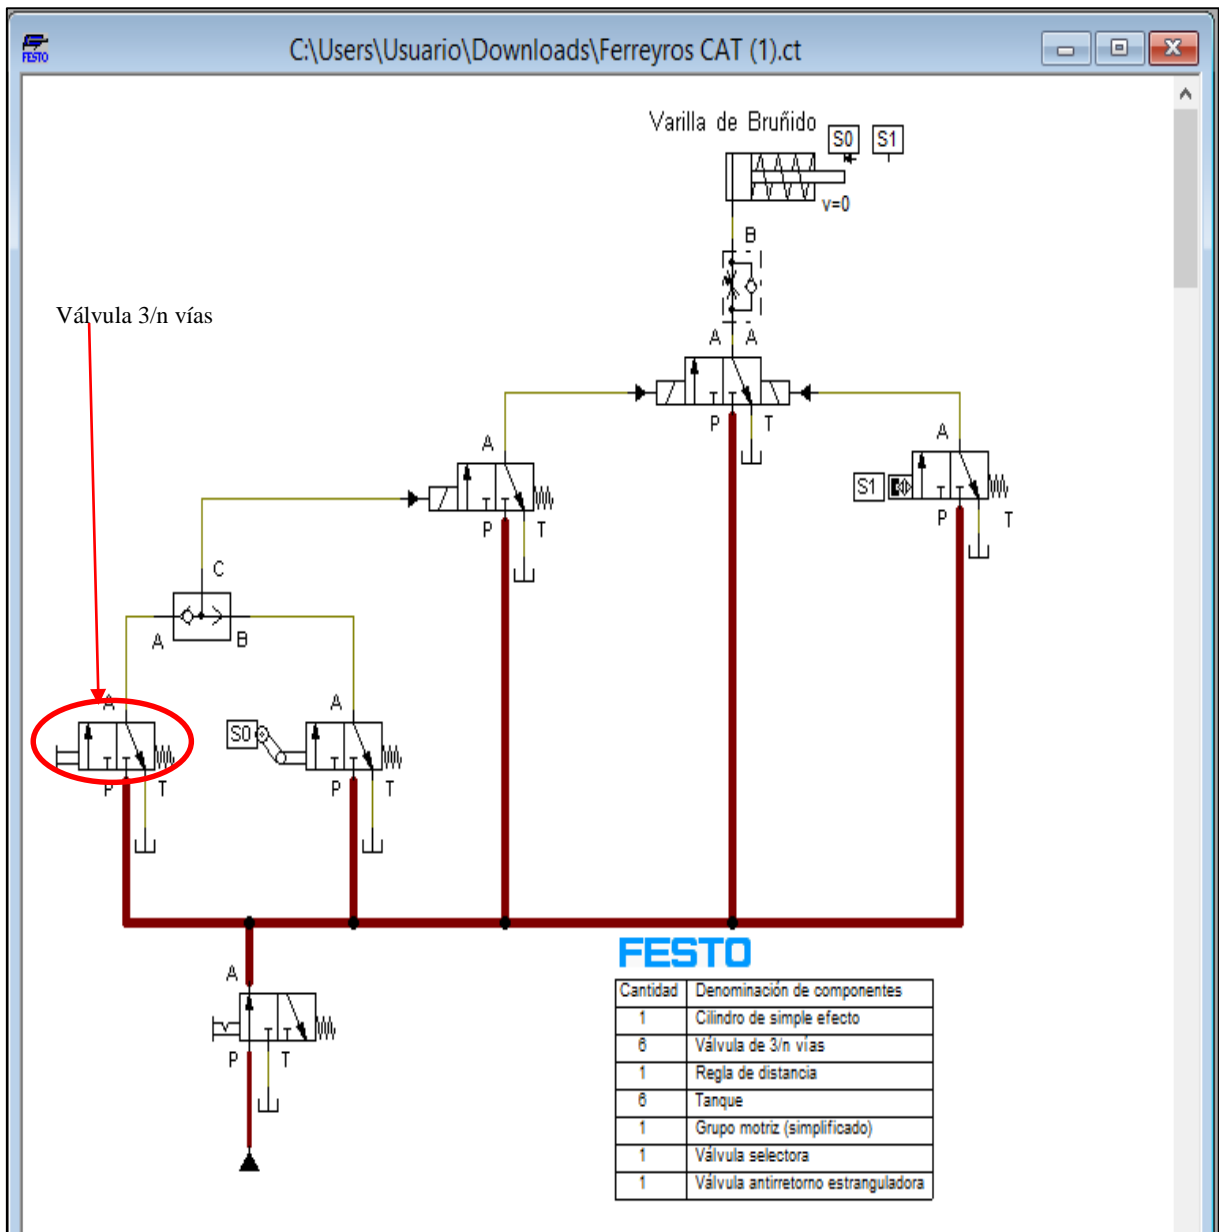 FESTO
C:\Users\Usuario\Downloads\Ferreyros CAT (1).ct
Varilla de Bruñido
S0 S1
v=0
B
Válvula 3/n vías
A A
P T
A
P T
A
S1
P T
C
A B
A
P T
S0
A
P T
A
P T
FESTO
Cantidad Denominación de componentes
1 Cilindro de simple efecto
6 Válvula de 3/n vías
1 Regla de distancia
6 Tanque
1 Grupo motriz (simplificado)
1 Válvula selectora
1 Válvula antirretorno estranguladora